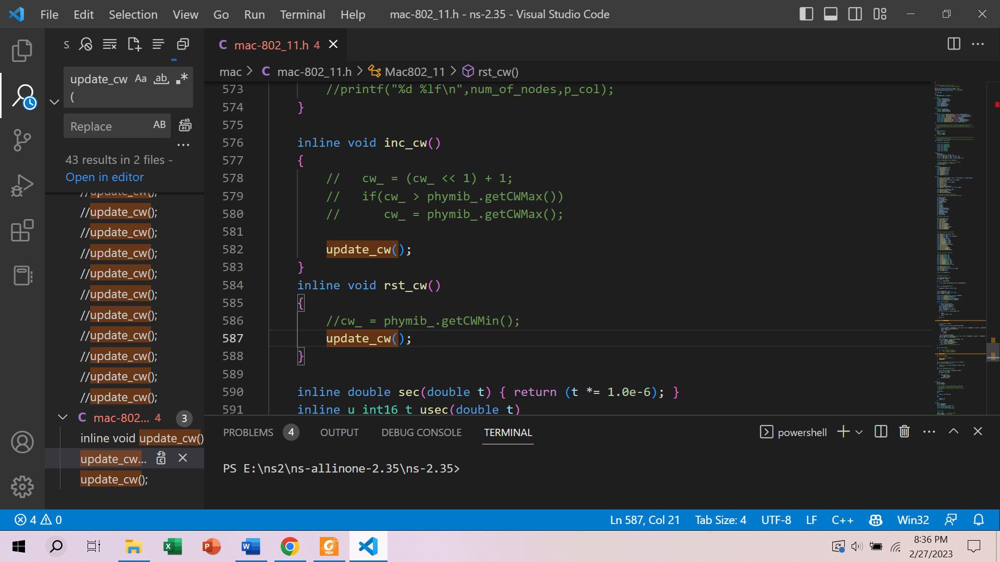 File Edit Selection View Go Run Terminal Help mac-802_11.h - ns-2.35 - Visual Studio Code
S.
update_cw Aa ab .*
(
Replace AB
43 results in 2 files -
Open in editor
//update_cw();
//update_cw();
//update_cw();
//update_cw();
//update_cw();
//update_cw();
//update_cw();
//update_cw();
//update_cw();
//update_cw();
//update_cw();
C mac-802... 4 3
inline void update_cw()
update_cw...
update_cw();
C mac-802_11.h 4
mac > C mac-802_11.h > Mac802_11 > rst_cw()
573 //printf("%d %lf\n",num_of_nodes,p_col);
574 }
575
576 inline void inc_cw()
577 {
578 // cw_ = (cw_ << 1) + 1;
579 // if(cw_ > phymib_.getCWMax())
580 // cw_ = phymib_.getCWMax();
581
582 update_cw();
583 }
584 inline void rst_cw()
585 {
586 //cw_ = phymib_.getCWMin();
587 update_cw();
588 }
589
590 inline double sec(double t) { return (t *= 1.0e-6); }
591 inline u_int16_t usec(double t)
PROBLEMS 4 OUTPUT DEBUG CONSOLE TERMINAL powershell
PS E:\ns2\ns-allinone-2.35\ns-2.35>
4 0 Ln 587, Col 21 Tab Size: 4 UTF-8 LF C++ Win32
8:36 PM
2/27/2023